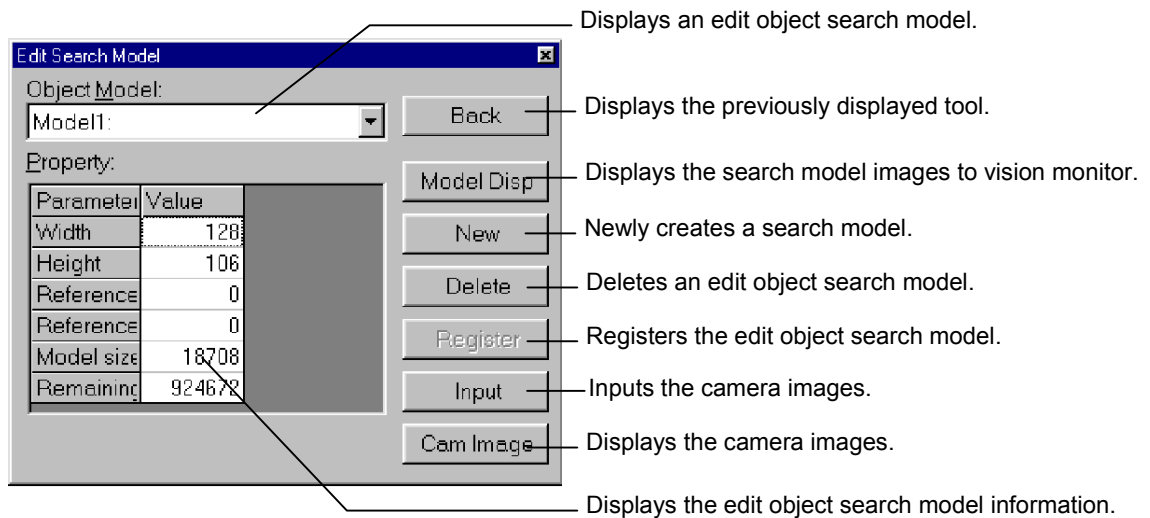 Displays an edit object search model.
Edit Search Model
Object Model:
Model1:
Back
Displays the previously displayed tool.
Property:
Model Disp
Displays the search model images to vision monitor.
Parameter Value
Width 128
New
Newly creates a search model.
Height 106
Delete
Deletes an edit object search model.
Reference 0
Reference 0
Register
Registers the edit object search model.
Model size 18708
Remaining 924672
Input
Inputs the camera images.
Cam Image
Displays the camera images.
Displays the edit object search model information.